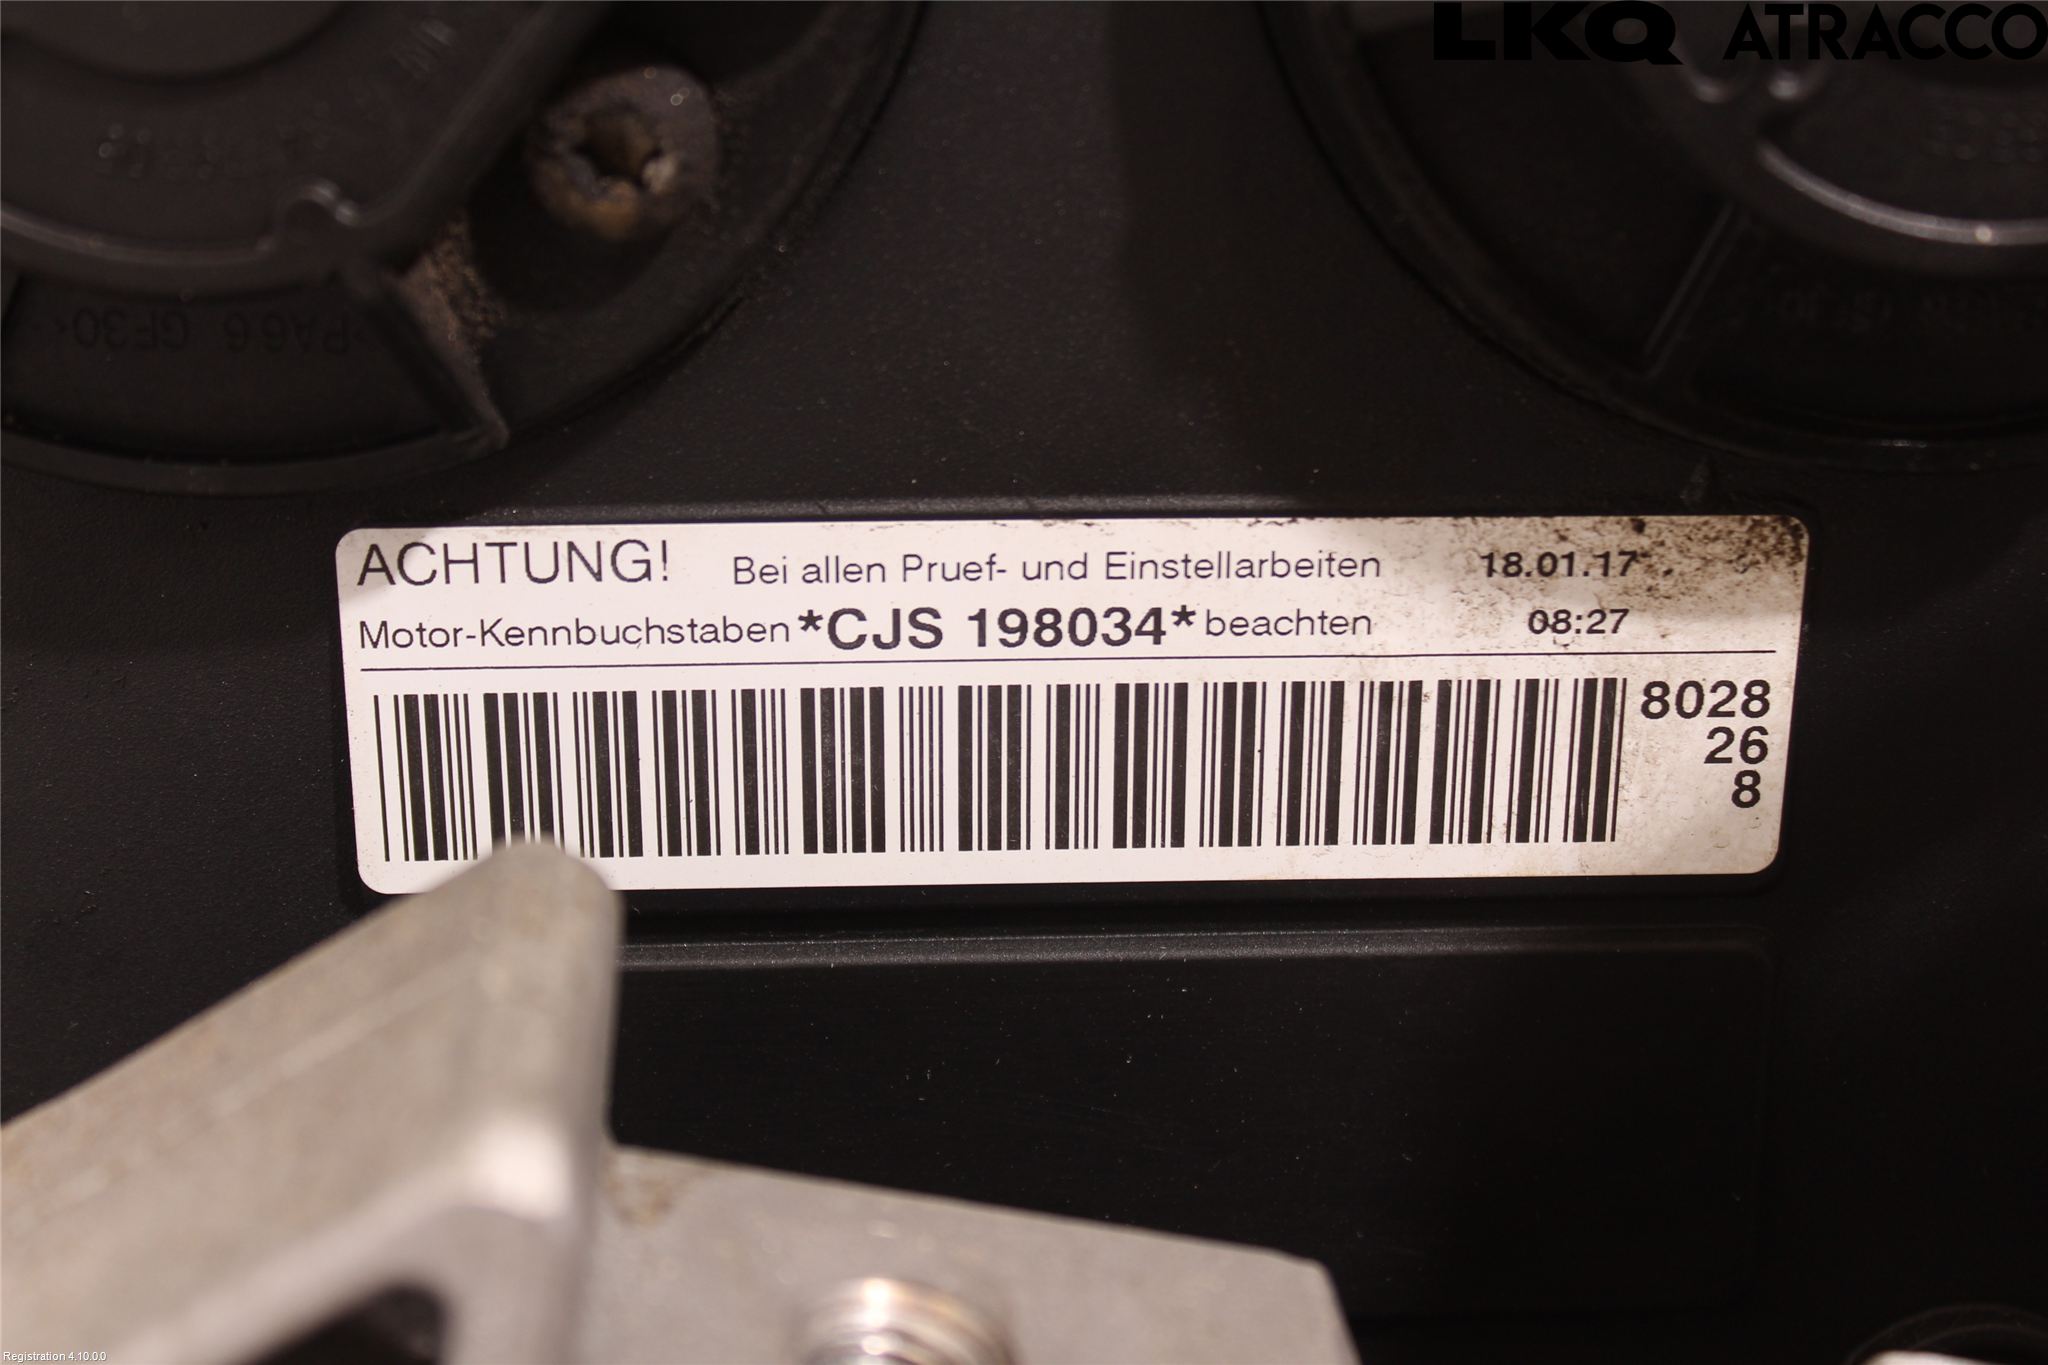 LKQ ATRACCO
>PA66 GF30<
ACHTUNG! Bei allen Pruef- und Einstellarbeiten 18.01.17
Motor-Kennbuchstaben *CJS 198034* beachten 08:27
8028
26
8
Registration 4.10.0.0